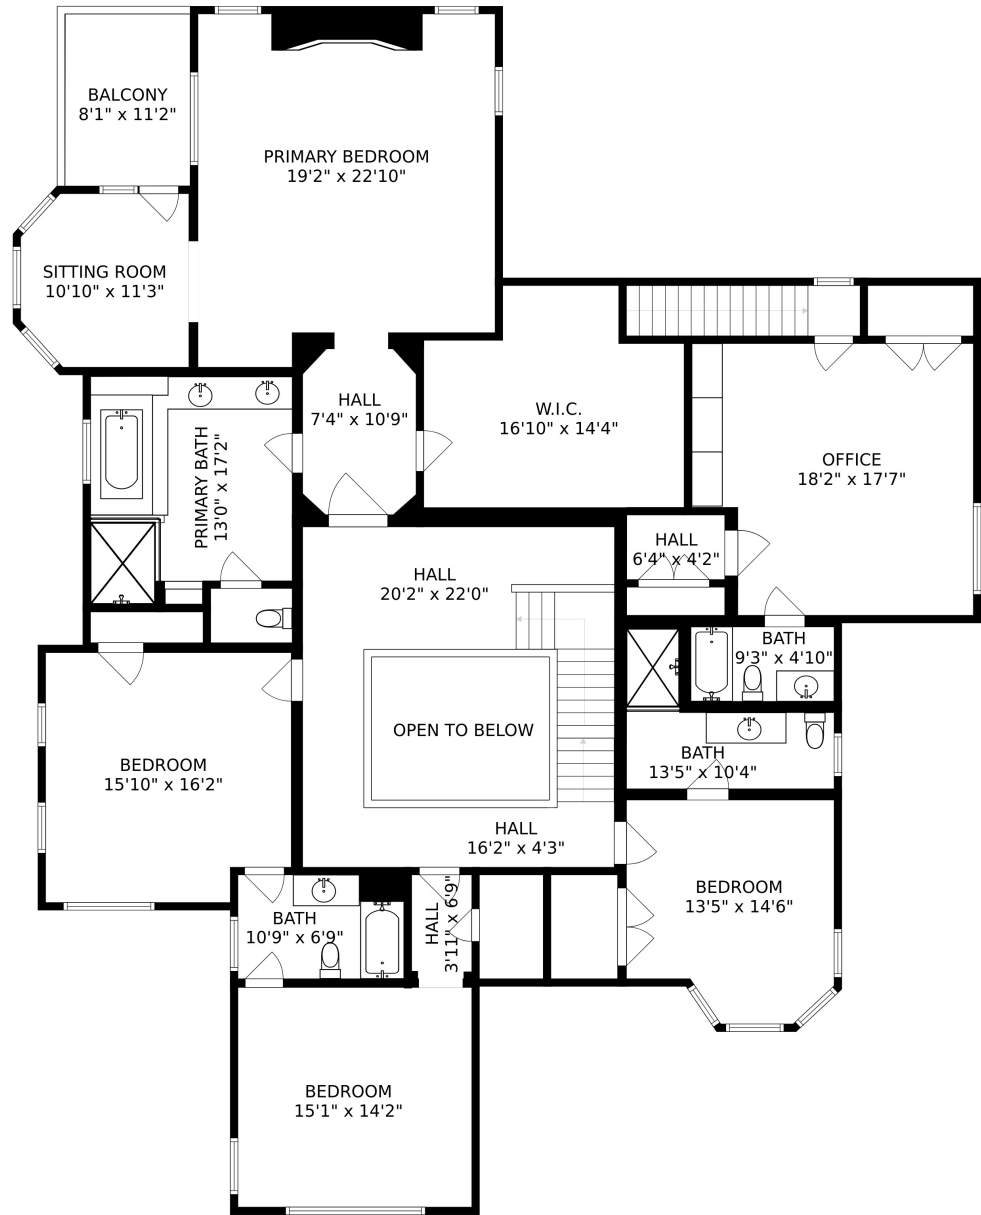 BALCONY
8'1" x 11'2"
PRIMARY BEDROOM
19'2" x 22'10"
SITTING ROOM
10'10" x 11'3"
HALL
7'4" x 10'9"
W.I.C.
16'10" x 14'4"
PRIMARY BATH
13'0" x 17'2"
OFFICE
18'2" x 17'7"
HALL
6'4" x 4'2"
HALL
20'2" x 22'0"
BATH
9'3" x 4'10"
OPEN TO BELOW
BEDROOM
15'10" x 16'2"
BATH
13'5" x 10'4"
HALL
16'2" x 4'3"
BEDROOM
13'5" x 14'6"
BATH
10'9" x 6'9"
HALL
3'11" x 6'9"
BEDROOM
15'1" x 14'2"